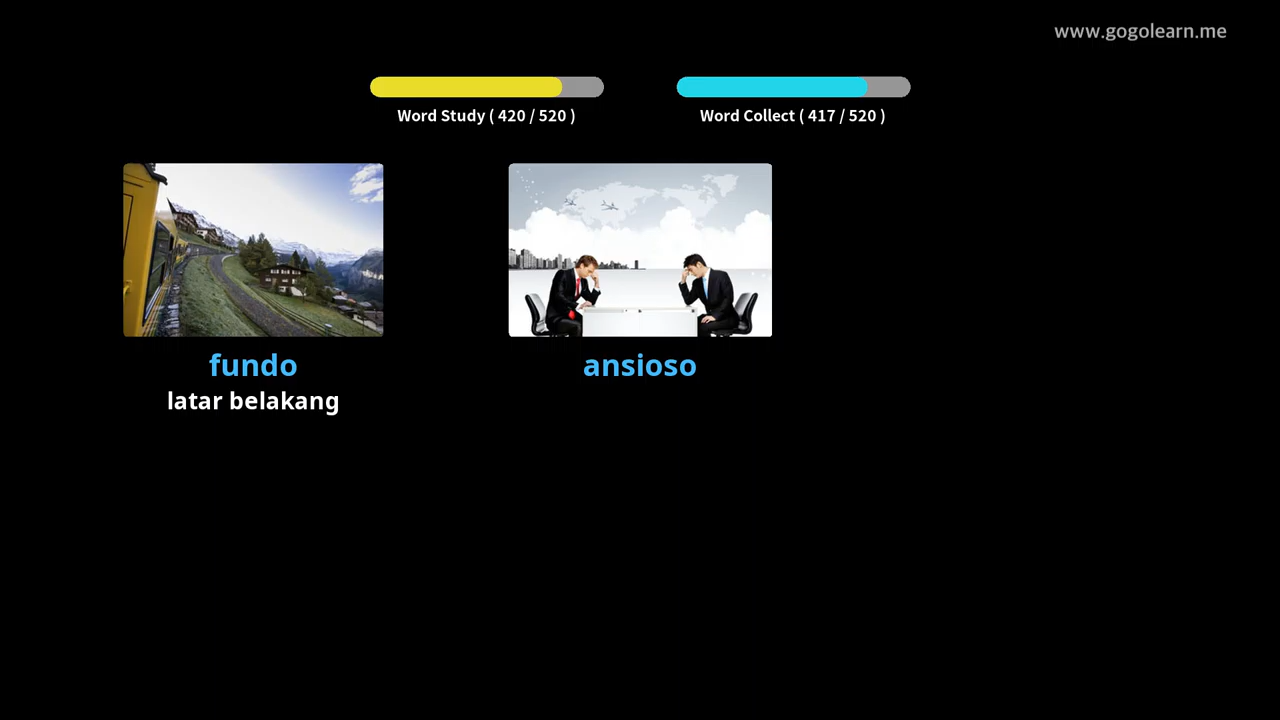 www.gogolearn.me
Word Study ( 420 / 520 )
Word Collect ( 417 / 520 )
fundo
latar belakang
ansioso